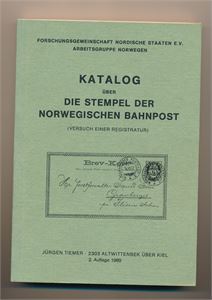 FORSCHUNGSGEMEINSCHAFT NORDISCHE STAATEN E.V.
ARBEITSGRUPPE NORWEGEN
KATALOG
ÜBER
DIE STEMPEL DER
NORWEGISCHEN BAHNPOST
(VERSUCH EINER REGISTRATUR)
Brev-Kort
JÜRGEN TIEMER · 2303 ALTWITTENBEK ÜBER KIEL
2. Auflage 1989